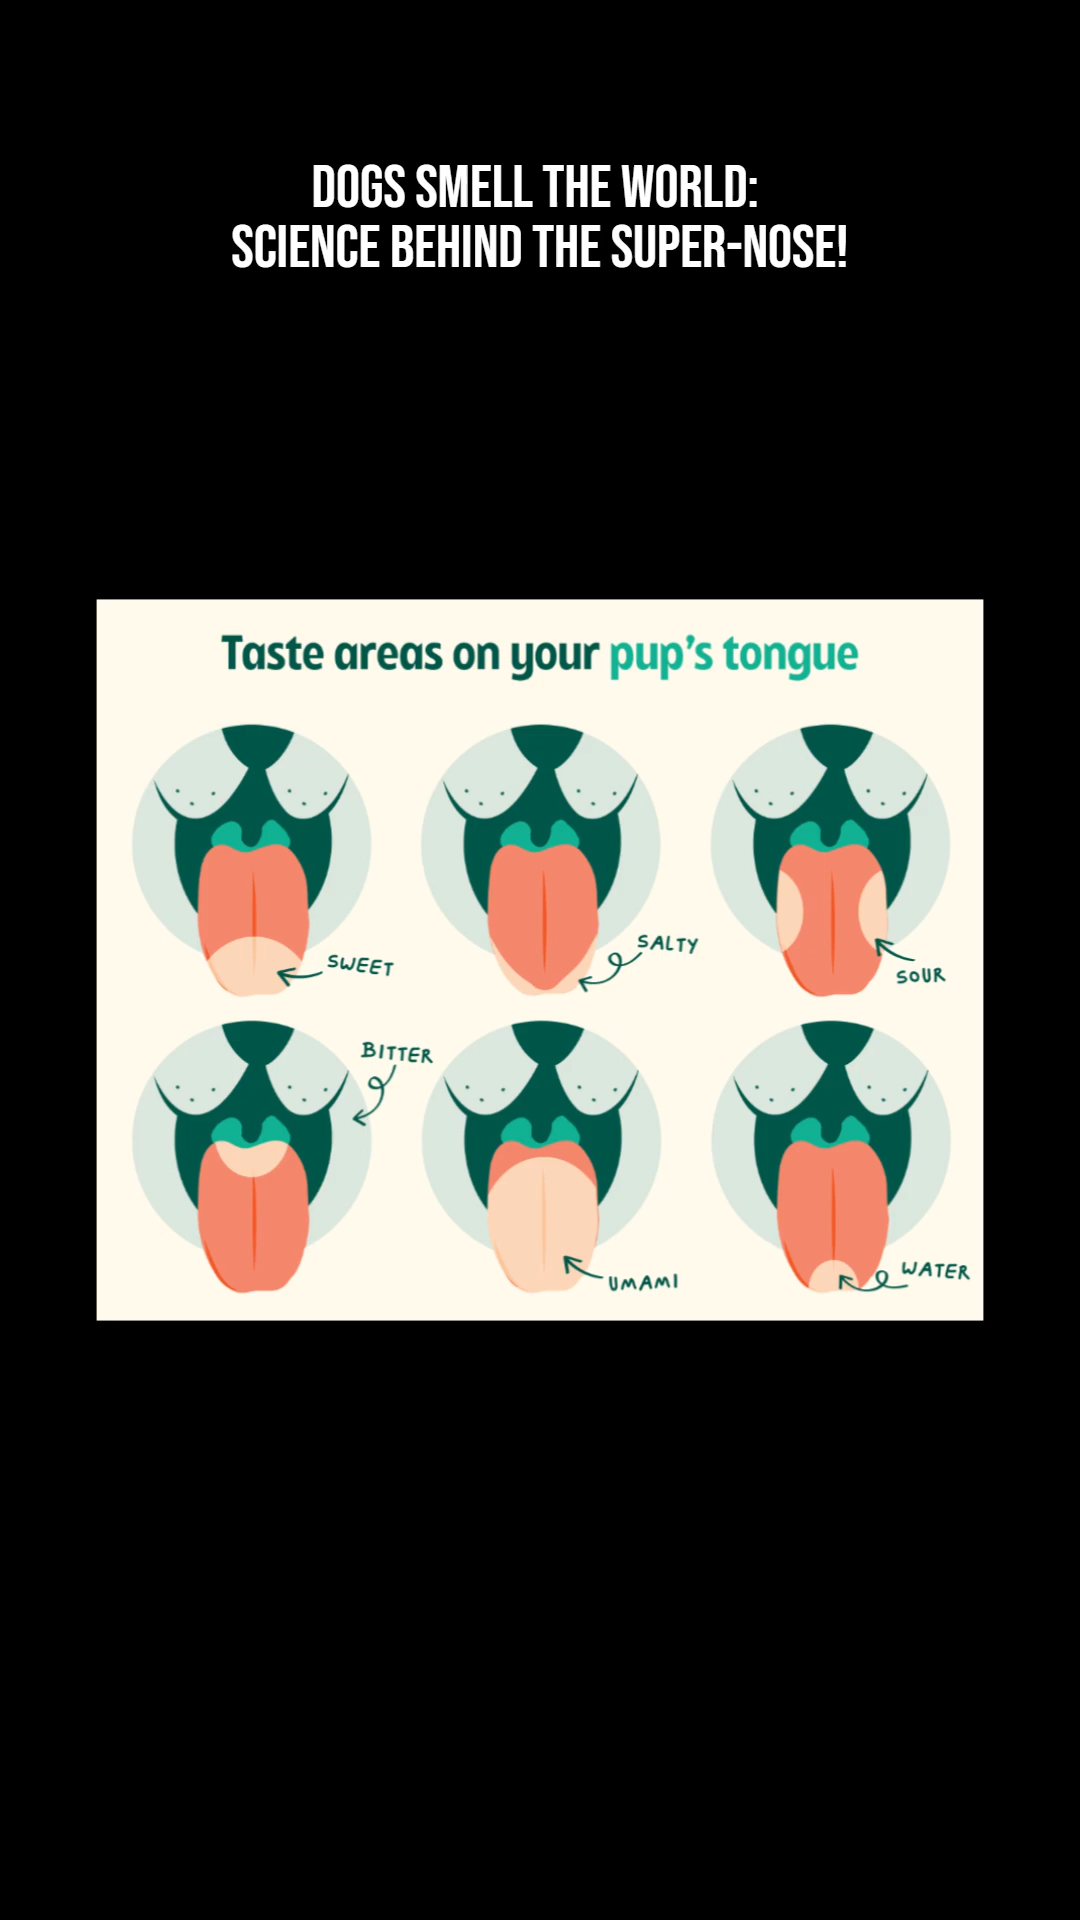 DOGS SMELL THE WORLD:
SCIENCE BEHIND THE SUPER-NOSE!
Taste areas on your pup's tongue
SWEET
SALTY
SOUR
BITTER
UMAMI
WATER